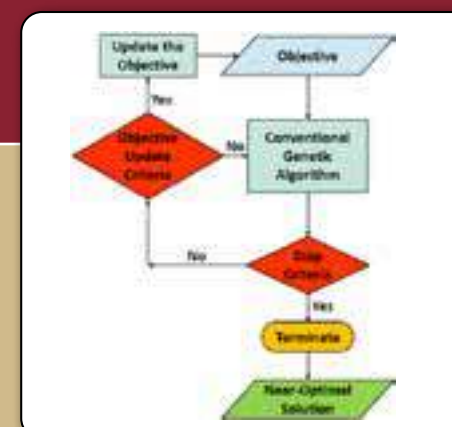 Update the
Objective
Objective
Yes
Objective
Update
Criteria
No
Conventional
Genetic
Algorithm
No
Stop
Criteria
Yes
Terminate
Near-Optimal
Solution